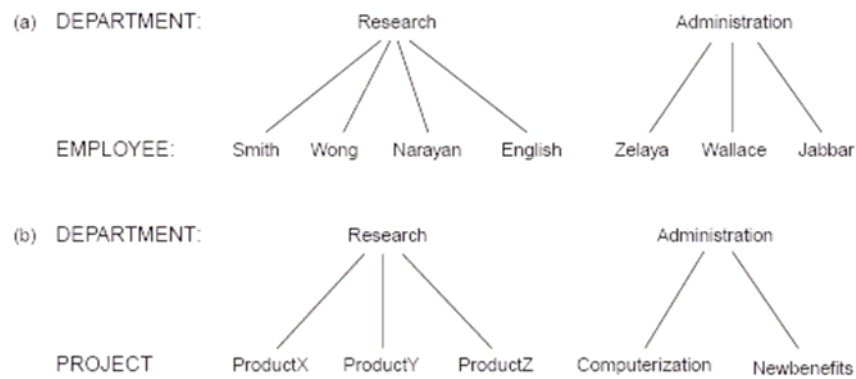 (a) DEPARTMENT: Research Administration
EMPLOYEE: Smith Wong Narayan English Zelaya Wallace Jabbar
(b) DEPARTMENT: Research Administration
PROJECT ProductX ProductY ProductZ Computerization Newbenefits